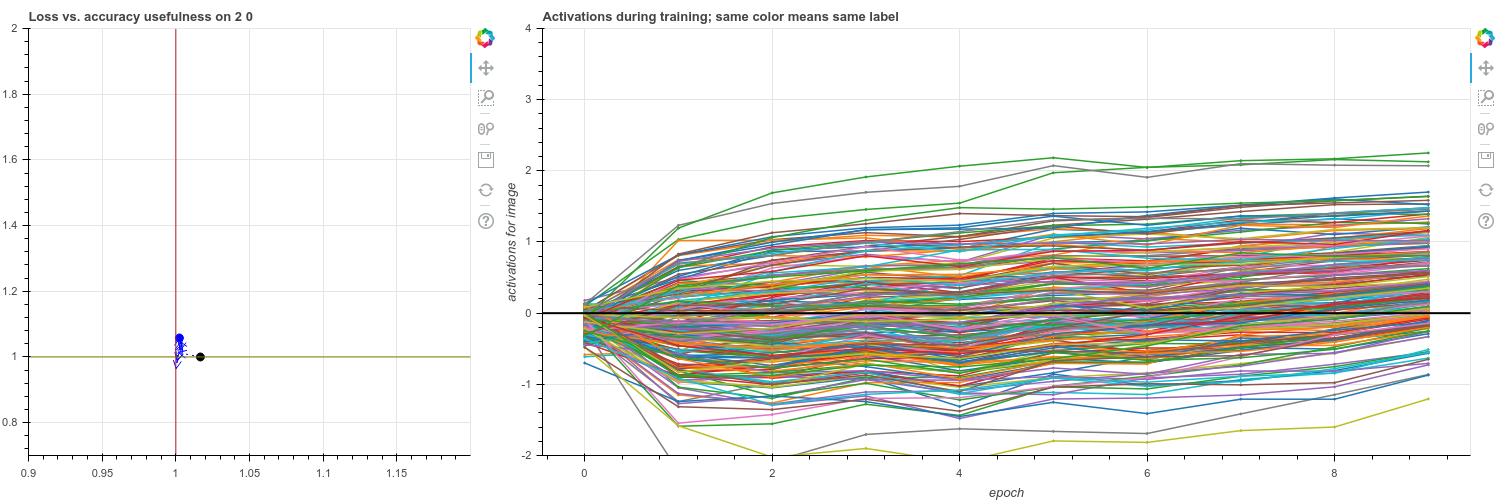 Loss vs. accuracy usefulness on 2 0
2
1.8
1.6
1.4
1.2
1
0.8
0.9 0.95 1 1.05 1.1 1.15
Activations during training; same color means same label
activations for image
4
3
2
1
0
-1
-2
0 2 4 6 8
epoch